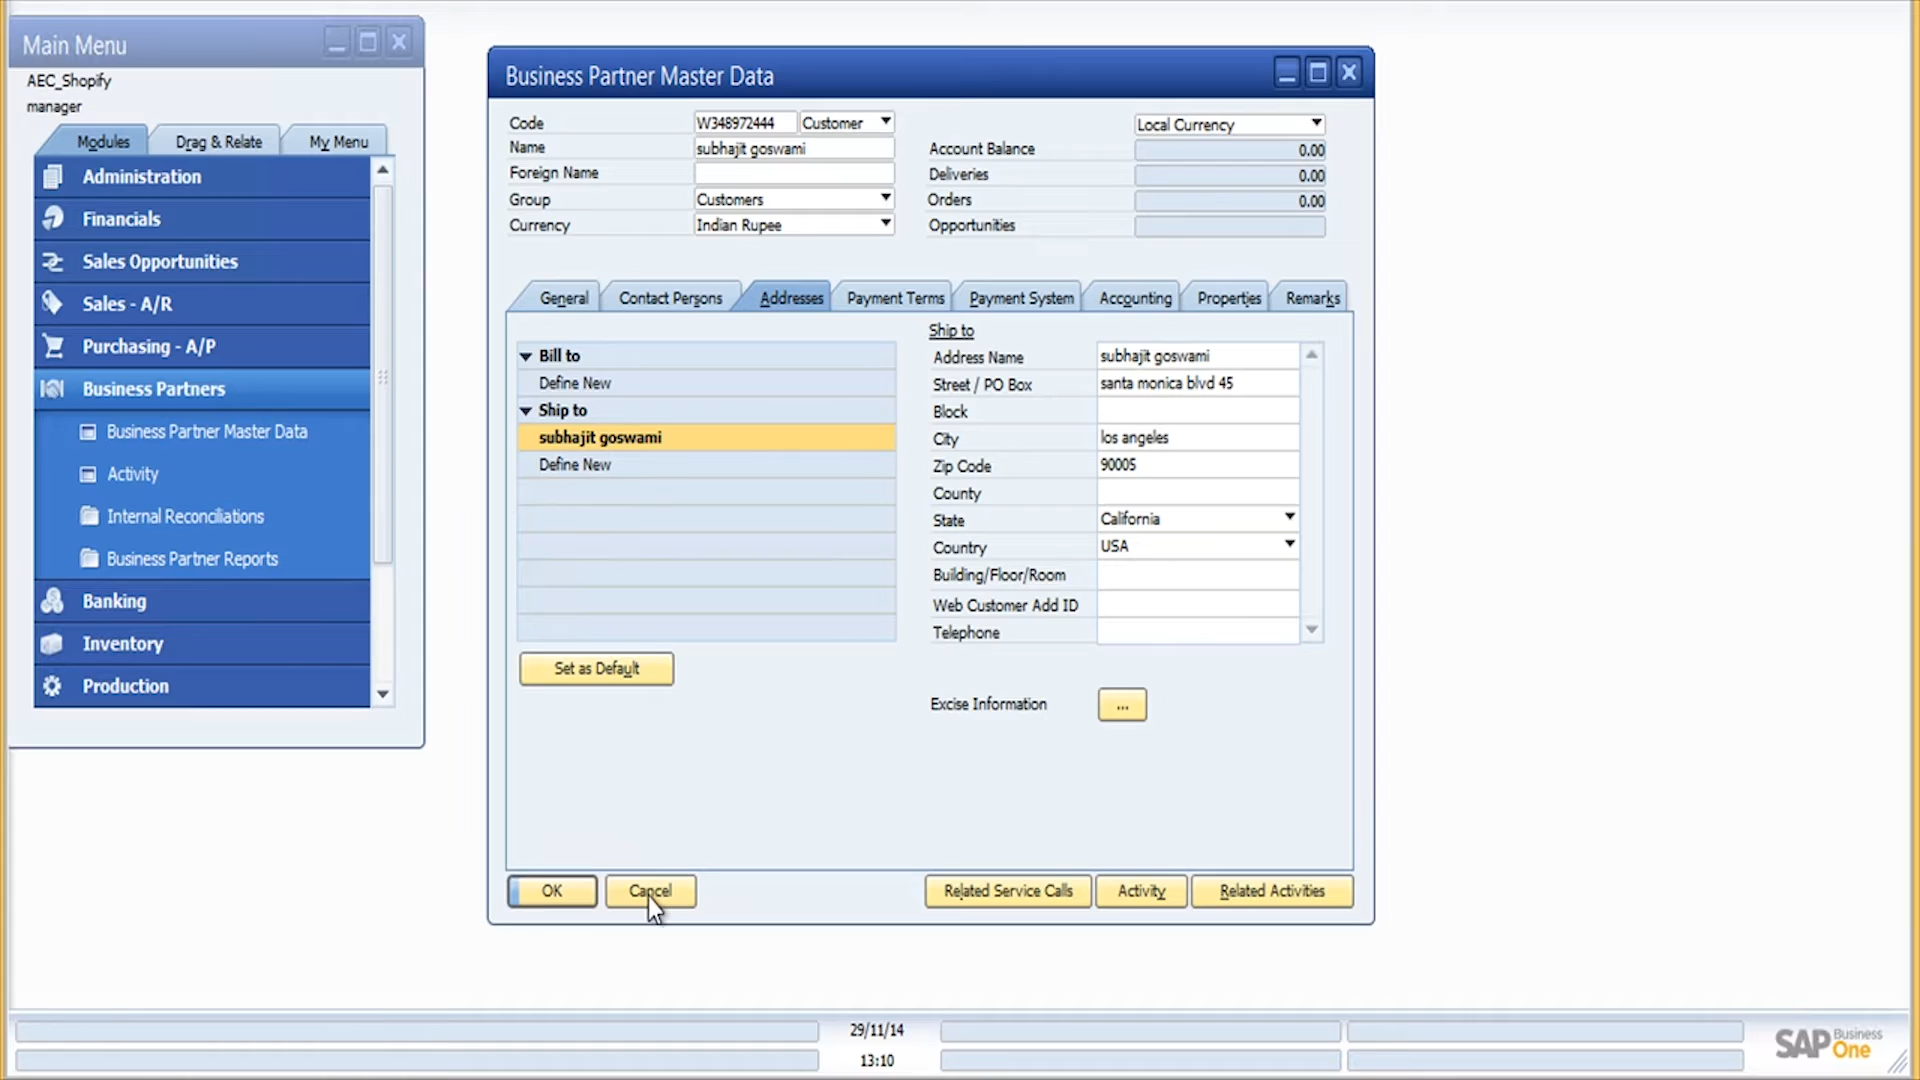 Main Menu
AEC_Shopify
manager
Modules
Drag & Relate
My Menu
Administration
Financials
Sales Opportunities
Sales - A/R
Purchasing - A/P
Business Partners
Business Partner Master Data
Activity
Internal Reconciliations
Business Partner Reports
Banking
Inventory
Production
Business Partner Master Data
Code W348972444 Customer
Name subhajit goswami
Foreign Name
Group Customers
Currency Indian Rupee
Local Currency
Account Balance 0.00
Deliveries 0.00
Orders 0.00
Opportunities
General Contact Persons Addresses Payment Terms Payment System Accounting Properties Remarks
Bill to
Define New
Ship to
subhajit goswami
Define New
Set as Default
Ship to
Address Name subhajit goswami
Street / PO Box santa monica blvd 45
Block
City los angeles
Zip Code 90005
County
State California
Country USA
Building/Floor/Room
Web Customer Add ID
Telephone
Excise Information ...
OK Cancel Related Service Calls Activity Related Activities
29/11/14
13:10
SAP Business One